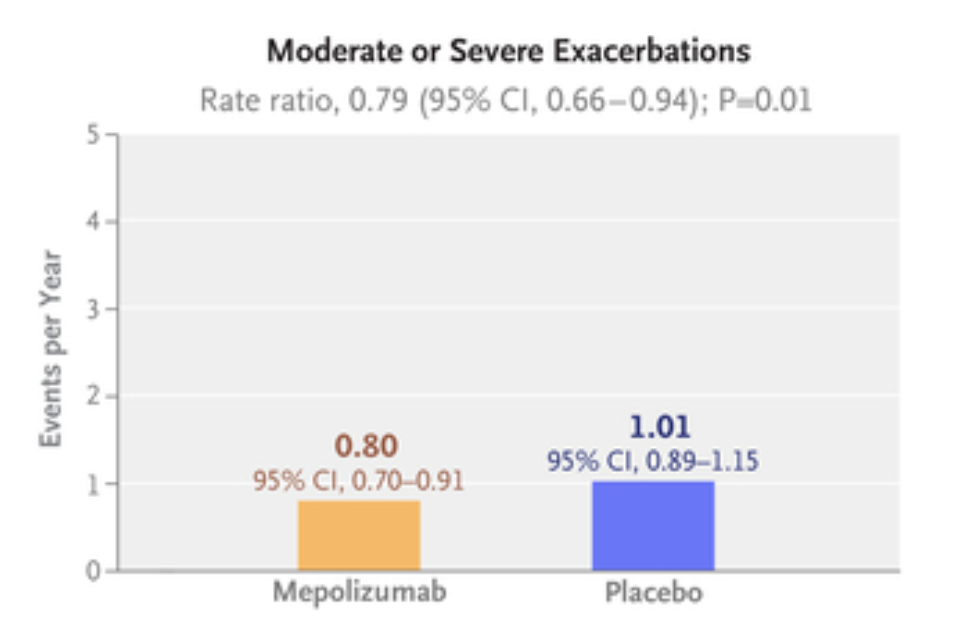 Moderate or Severe Exacerbations
Rate ratio, 0.79 (95% CI, 0.66–0.94); P=0.01
Events per Year
5
4
3
2
1
0
0.80
95% CI, 0.70–0.91
1.01
95% CI, 0.89–1.15
Mepolizumab
Placebo